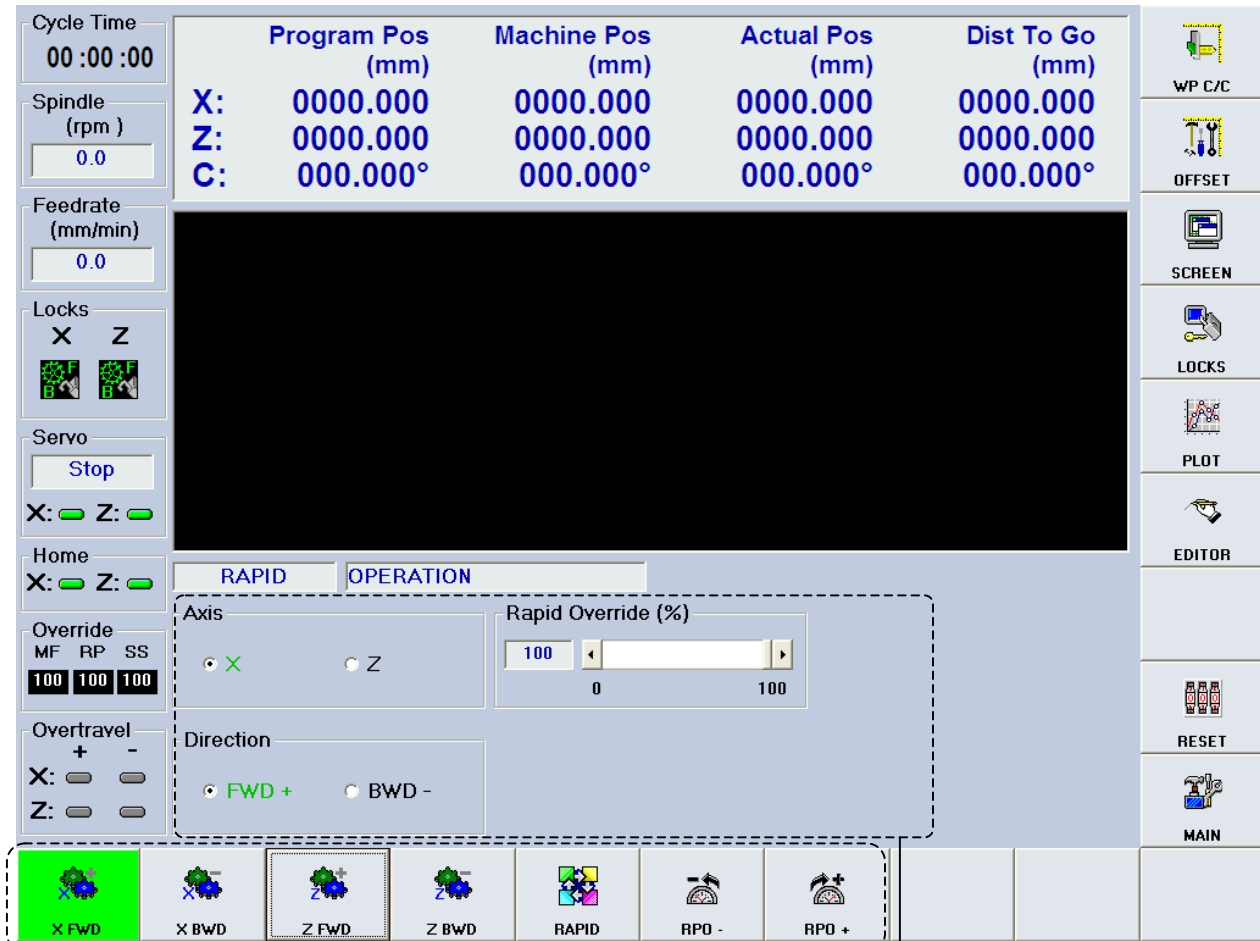 Cycle Time
00 :00 :00
Spindle
(rpm )
0.0
Feedrate
(mm/min)
0.0
Locks
X Z
F B F B
Servo
Stop
X: Z:
Home
X: Z:
Override
MF RP SS
100 100 100
Overtravel
+ -
X:
Z:
Program Pos Machine Pos Actual Pos Dist To Go
(mm) (mm) (mm) (mm)
X: 0000.000 0000.000 0000.000 0000.000
Z: 0000.000 0000.000 0000.000 0000.000
C: 000.000° 000.000° 000.000° 000.000°
RAPID OPERATION
Axis
X Z
Rapid Override (%)
100
0 100
Direction
FWD + BWD -
WP C/C
OFFSET
SCREEN
LOCKS
PLOT
EDITOR
RESET
MAIN
X FWD X BWD Z FWD Z BWD RAPID RPO - RPO +